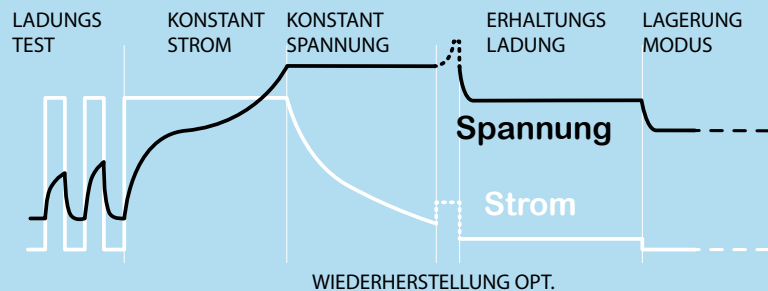 LADUNGS
TEST
KONSTANT
STROM
KONSTANT
SPANNUNG
ERHALTUNGS
LADUNG
LAGERUNG
MODUS
Spannung
Strom
WIEDERHERSTELLUNG OPT.